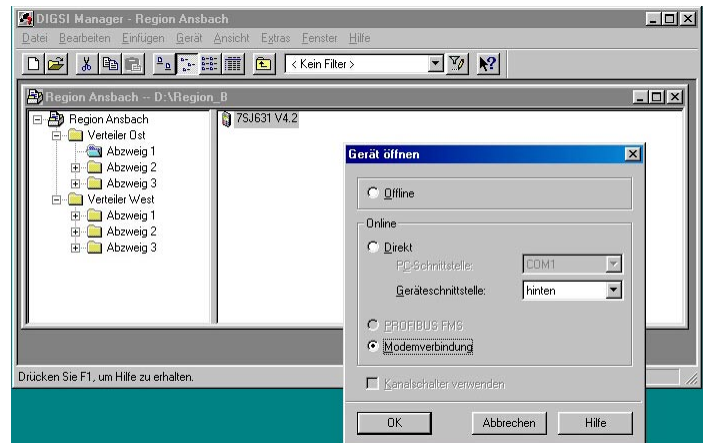 DIGSI Manager - Region Ansbach
Datei Bearbeiten Einfügen Gerät Ansicht Extras Fenster Hilfe
< Kein Filter >
Region Ansbach -- D:\Region_B
Region Ansbach
Verteiler Ost
Abzweig 1
Abzweig 2
Abzweig 3
Verteiler West
Abzweig 1
Abzweig 2
Abzweig 3
7SJ631 V4.2
Gerät öffnen
Offline
Online
Direkt
PC-Schnittstelle: COM1
Geräteschnittstelle: hinten
PROFIBUS FMS
Modemverbindung
Kanalschalter verwenden
OK Abbrechen Hilfe
Drücken Sie F1, um Hilfe zu erhalten.